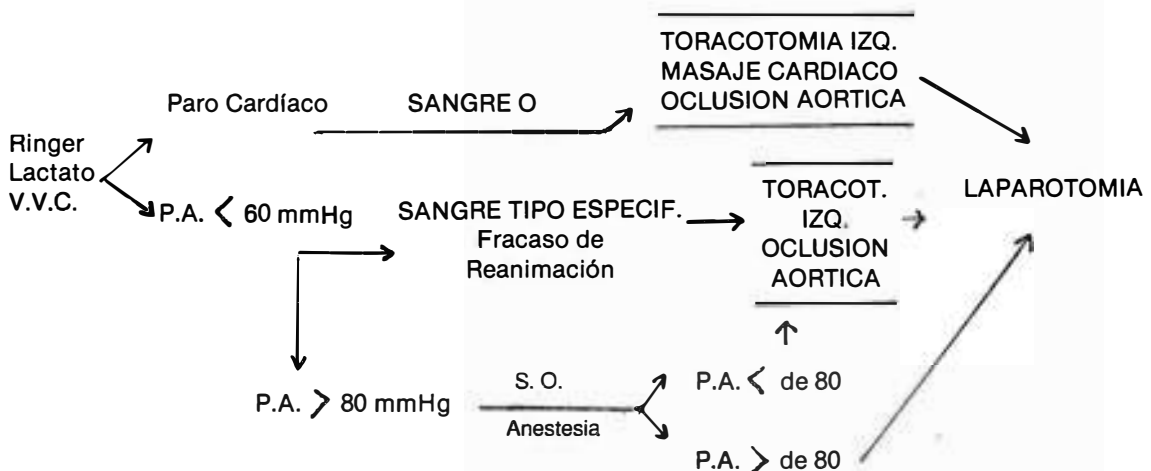 TORACOTOMIA IZQ.
MASAJE CARDIACO
OCLUSION AORTICA
Paro Cardíaco
SANGRE O
Ringer
Lactato
V.V.C.
P.A. < 60 mmHg
SANGRE TIPO ESPECIF.
Fracaso de
Reanimación
TORACOT.
IZQ.
OCLUSION
AORTICA
LAPAROTOMIA
P.A. > 80 mmHg
S. O.
Anestesia
P.A. < de 80
P.A. > de 80